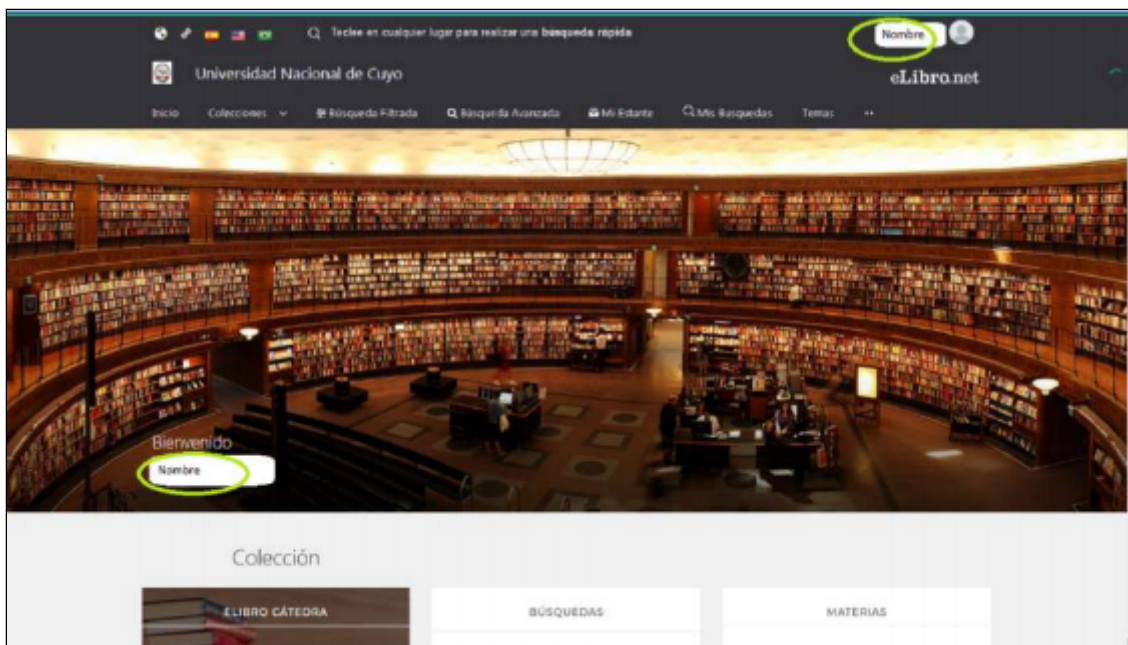 Teclee en cualquier lugar para realizar una búsqueda rápida
Nombre
Universidad Nacional de Cuyo
eLibro.net
Inicio Colecciones Búsqueda Filtrada Búsqueda Avanzada Mi Estante Mis Busquedas Temas ••
Bienvenido
Nombre
Colección
ELIBRO CÁTEDRA
BÚSQUEDAS
MATERIAS